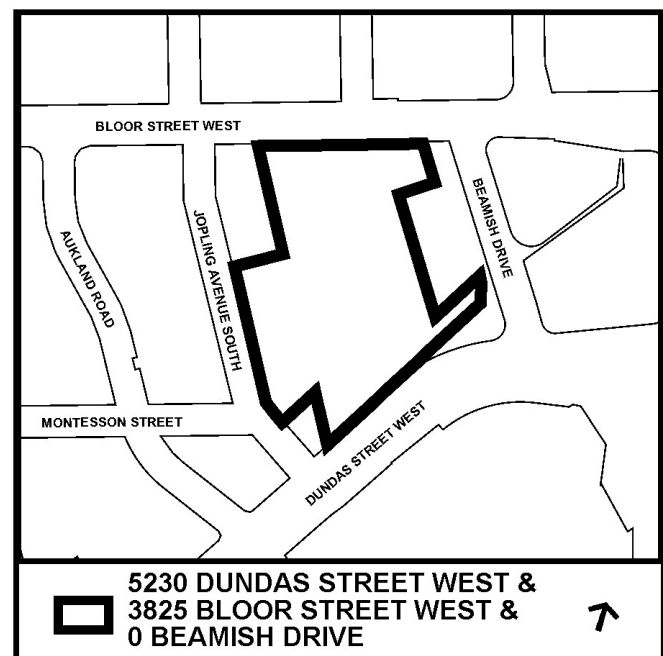 BLOOR STREET WEST
BEAMISH DRIVE
JOPLING AVENUE SOUTH
AUKLAND ROAD
MONTESSON STREET
DUNDAS STREET WEST
5230 DUNDAS STREET WEST &
3825 BLOOR STREET WEST &
0 BEAMISH DRIVE